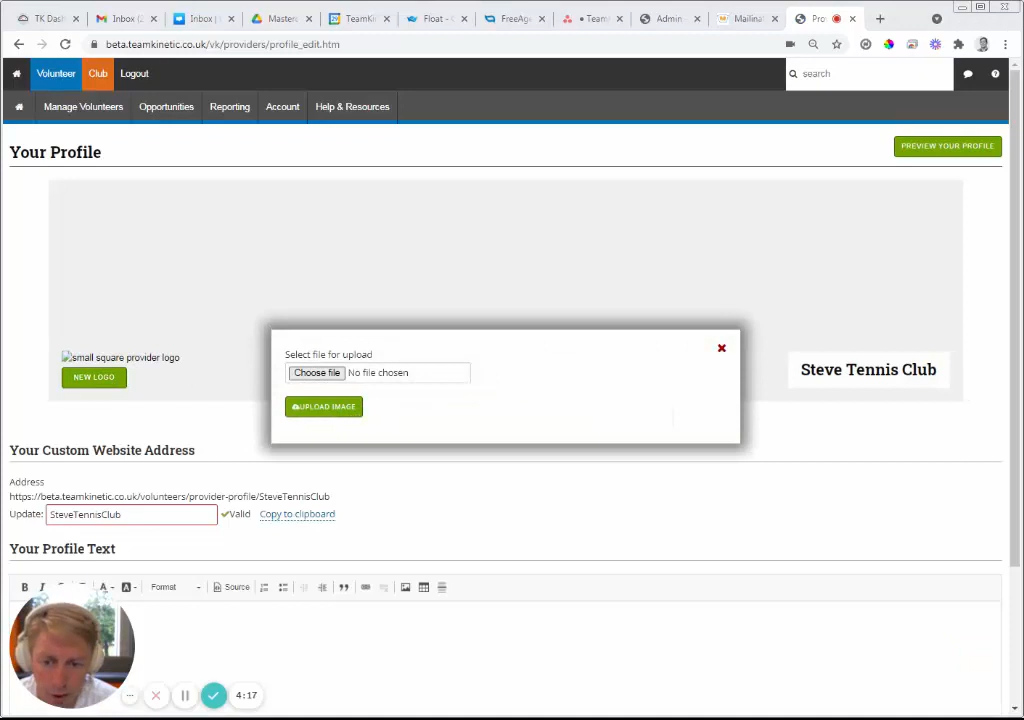 TK Dash
Inbox (2
Inbox (
Master
TeamKi
Float - C
FreeAge
• Team
Admin
Mailina
Pro
beta.teamkinetic.co.uk/vk/providers/profile_edit.htm
Volunteer Club Logout
search
Manage Volunteers Opportunities Reporting Account Help & Resources
Your Profile
PREVIEW YOUR PROFILE
Select file for upload
Choose file No file chosen
UPLOAD IMAGE
small square provider logo
NEW LOGO
Steve Tennis Club
Your Custom Website Address
Address
https://beta.teamkinetic.co.uk/volunteers/provider-profile/SteveTennisClub
Update: SteveTennisClub Valid Copy to clipboard
Your Profile Text
B I A A Format Source
4:17